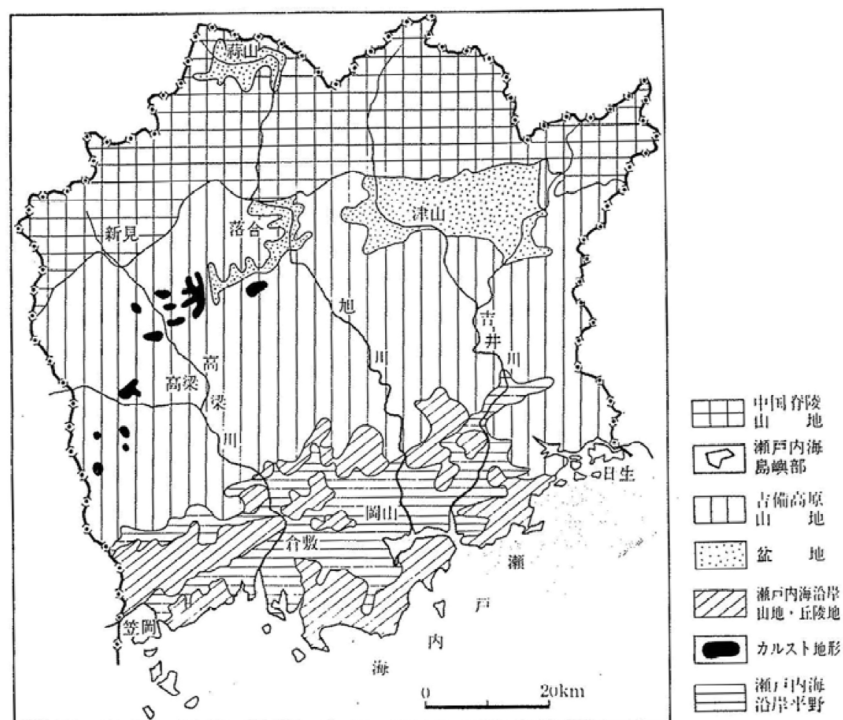 蒜山
津山
新見
落合
旭川
吉井川
高梁
高梁川
日生
岡山
倉敷
笠岡
瀬戸内海
0 20km
中国脊陵
山地
瀬戸内海
島嶼部
吉備高原
山地
盆地
瀬戸内海沿岸
山地・丘陵地
カルスト地形
瀬戸内海
沿岸平野